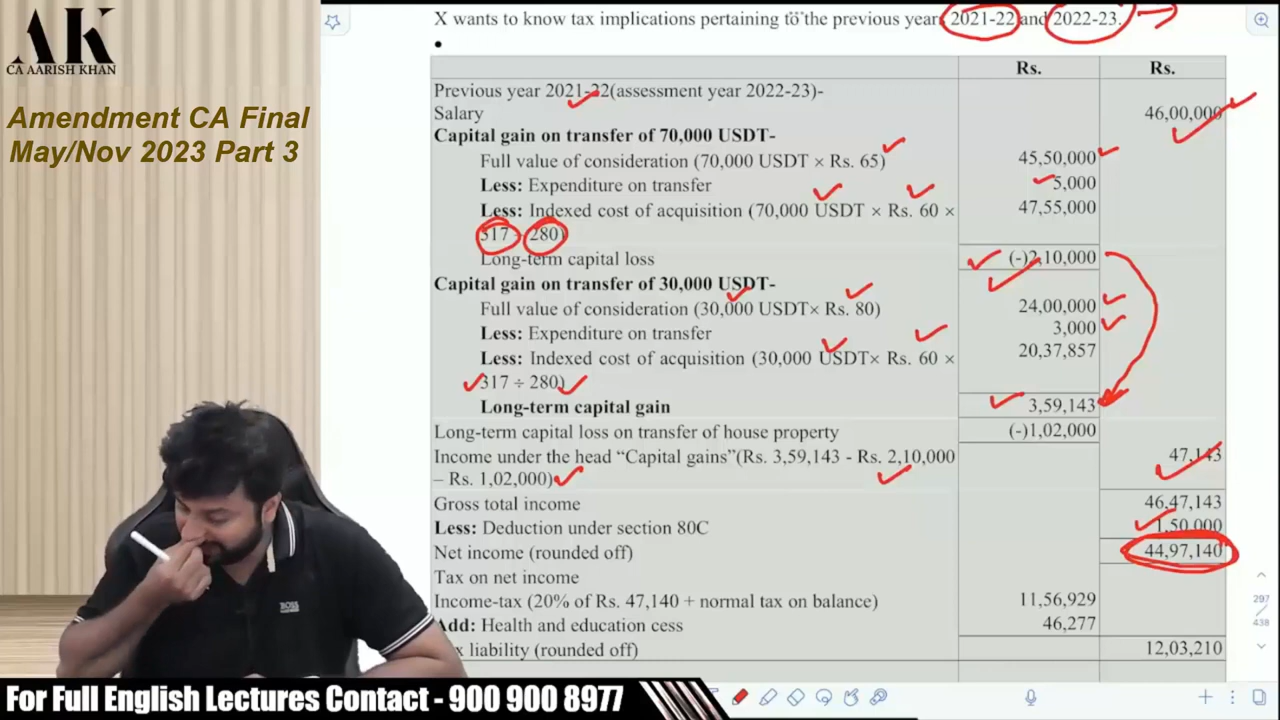 X wants to know tax implications pertaining to the previous years 2021-22 and 2022-23.
AK
CA AARISH KHAN
Amendment CA Final
May/Nov 2023 Part 3
Rs. Rs.
Previous year 2021-22(assessment year 2022-23)-
Salary 46,00,000
Capital gain on transfer of 70,000 USDT-
Full value of consideration (70,000 USDT × Rs. 65) 45,50,000
Less: Expenditure on transfer 5,000
Less: Indexed cost of acquisition (70,000 USDT × Rs. 60 × 47,55,000
317 ÷ 280)
Long-term capital loss (-)2,10,000
Capital gain on transfer of 30,000 USDT-
Full value of consideration (30,000 USDT× Rs. 80) 24,00,000
Less: Expenditure on transfer 3,000
Less: Indexed cost of acquisition (30,000 USDT× Rs. 60 × 20,37,857
317 ÷ 280)
Long-term capital gain 3,59,143
Long-term capital loss on transfer of house property (-)1,02,000
Income under the head “Capital gains”(Rs. 3,59,143 - Rs. 2,10,000 47,143
– Rs. 1,02,000)
Gross total income 46,47,143
Less: Deduction under section 80C 1,50,000
Net income (rounded off) 44,97,140
Tax on net income
Income-tax (20% of Rs. 47,140 + normal tax on balance) 11,56,929
Add: Health and education cess 46,277
liability (rounded off) 12,03,210
297
/
438
BOSS
For Full English Lectures Contact - 900 900 8977